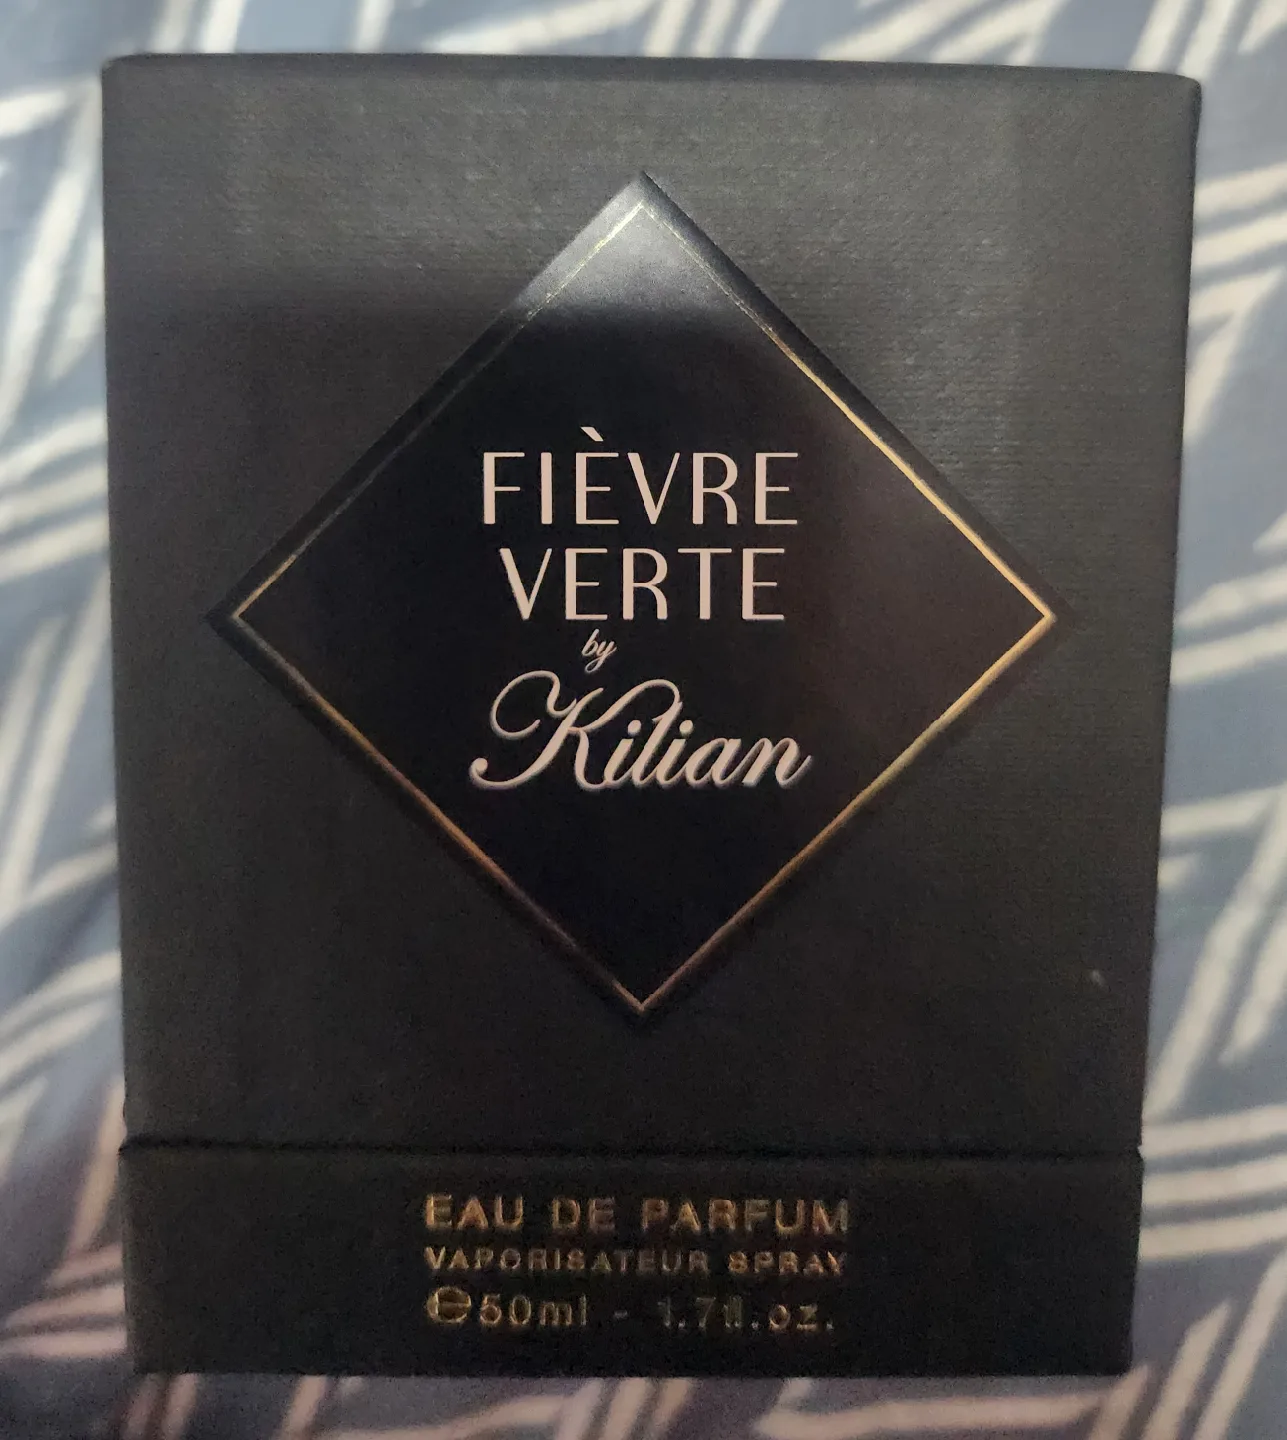 FIÈVRE
VERTE
by
Kilian
EAU DE PARFUM
VAPORISATEUR SPRAY
℮50ml - 1.7fl.oz.